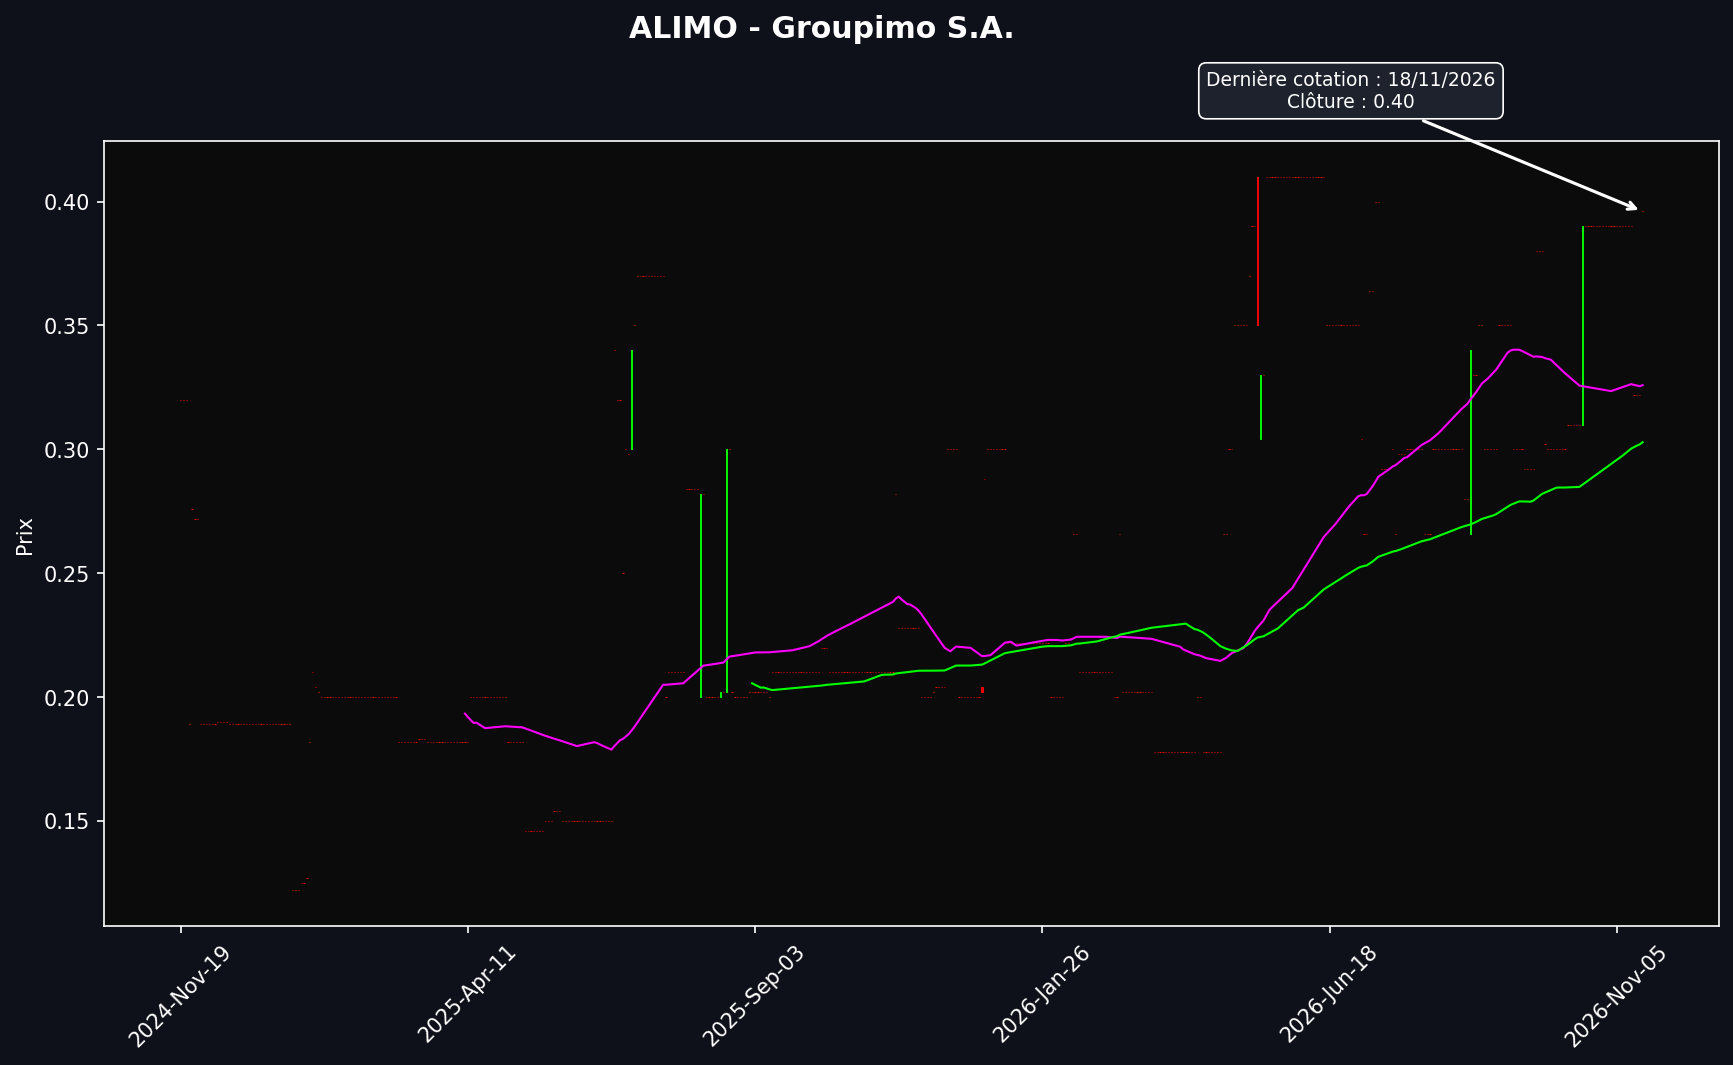 ALIMO - Groupimo S.A.
Dernière cotation : 18/11/2026
Clôture : 0.40
0.40
0.35
0.30
0.25
0.20
0.15
Prix
2024-Nov-19
2025-Apr-11
2025-Sep-03
2026-Jan-26
2026-Jun-18
2026-Nov-05